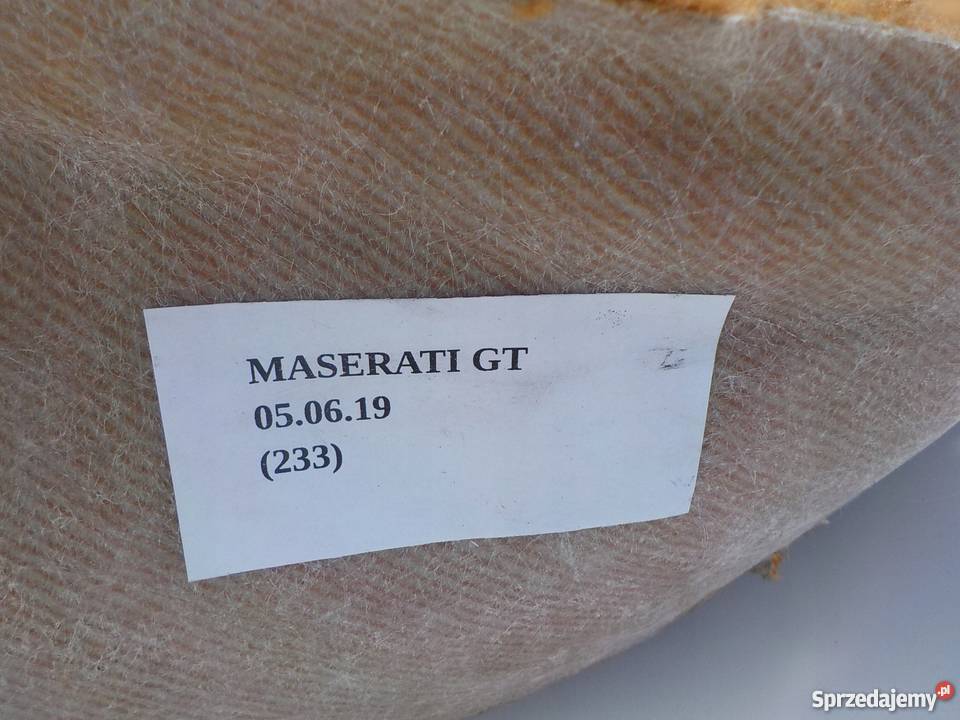 MASERATI GT
05.06.19
(233)
Sprzedajemy.pl